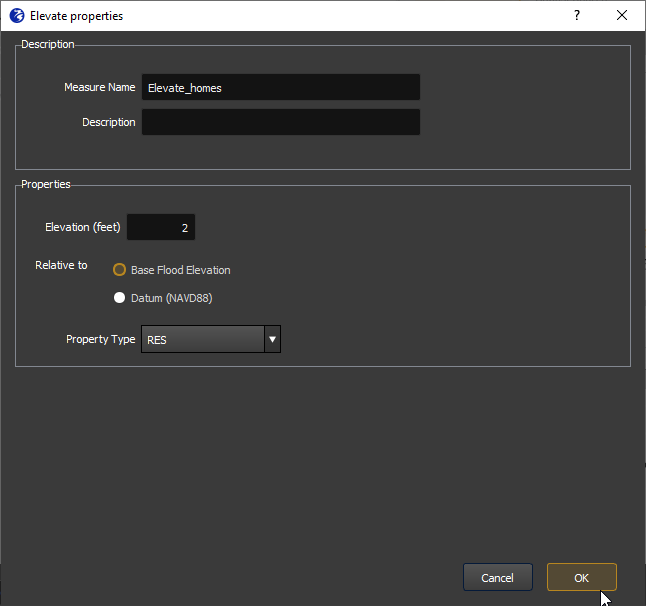 Elevate properties
?
Description
Measure Name Elevate_homes
Description
Properties
Elevation (feet) 2
Relative to Base Flood Elevation
Datum (NAVD88)
Property Type RES
Cancel OK